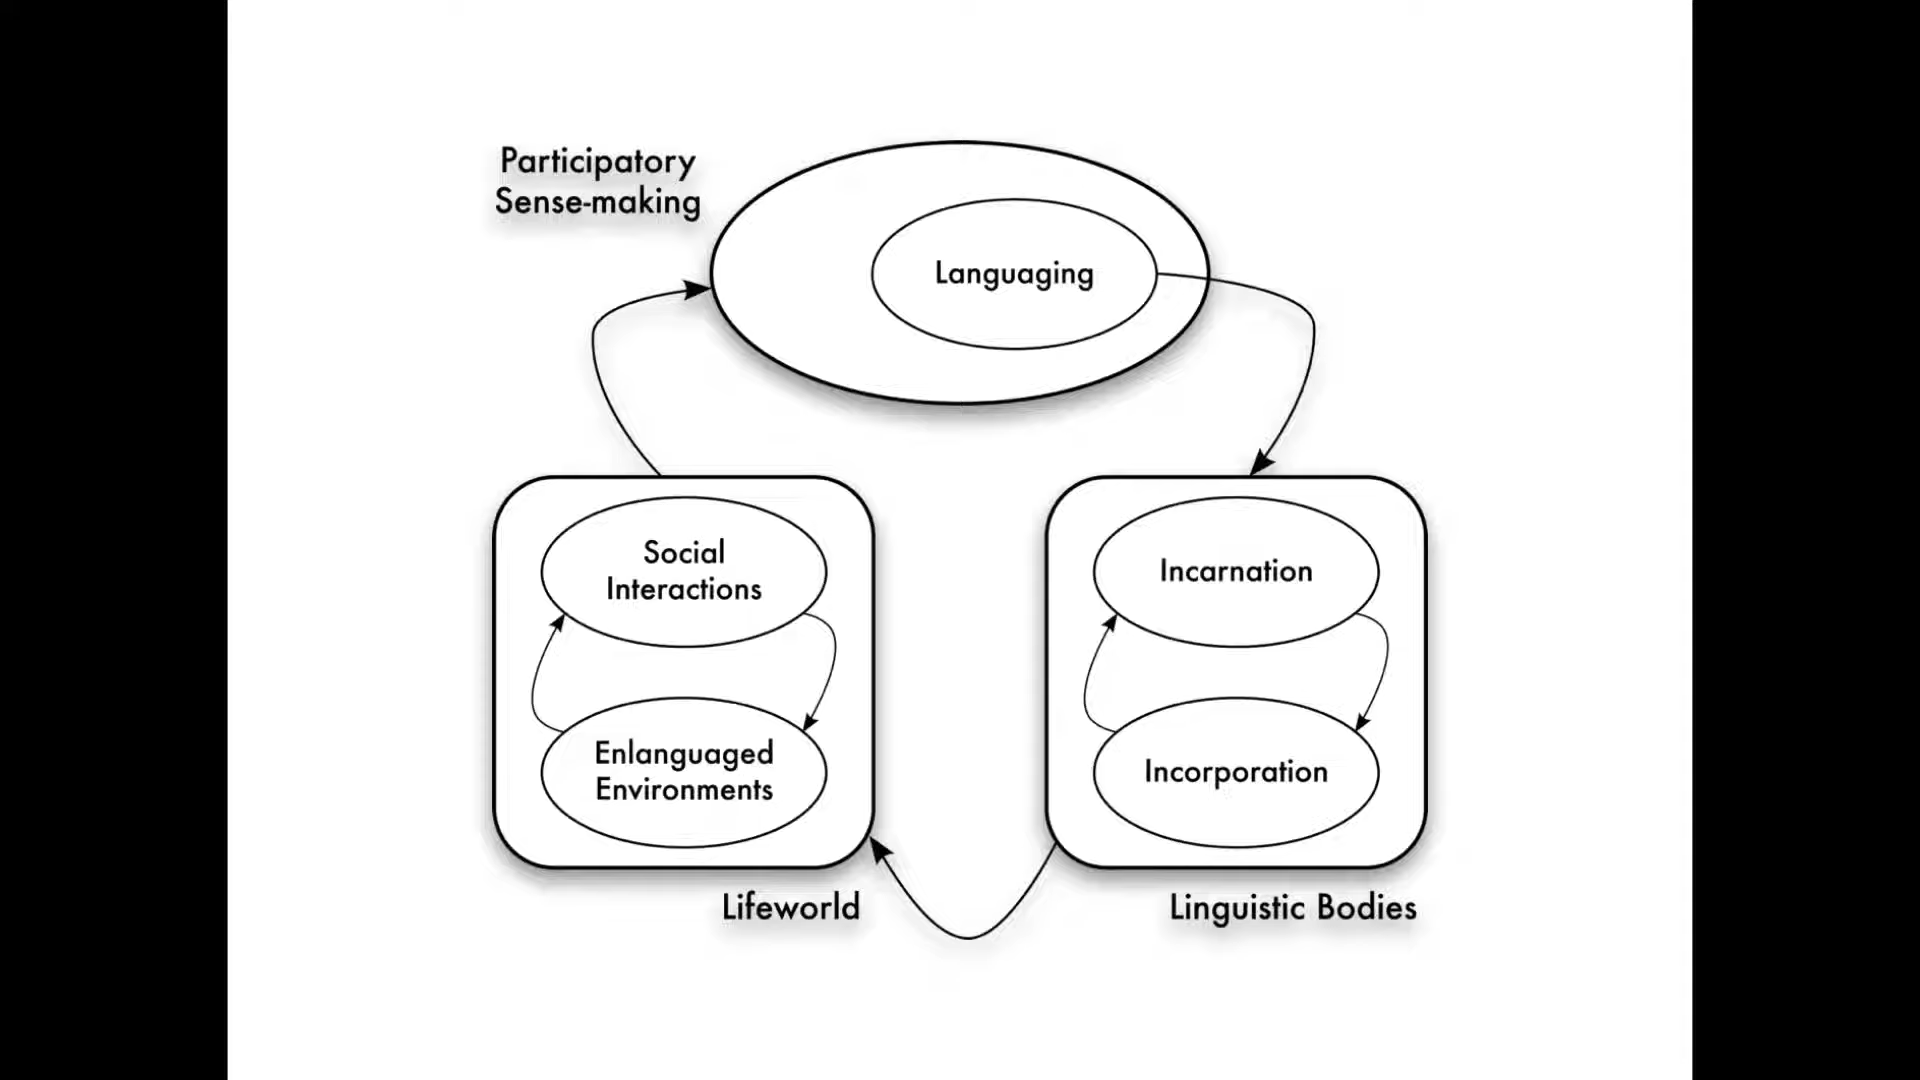 Participatory
Sense-making
Languaging
Social
Interactions
Enlanguaged
Environments
Lifeworld
Incarnation
Incorporation
Linguistic Bodies